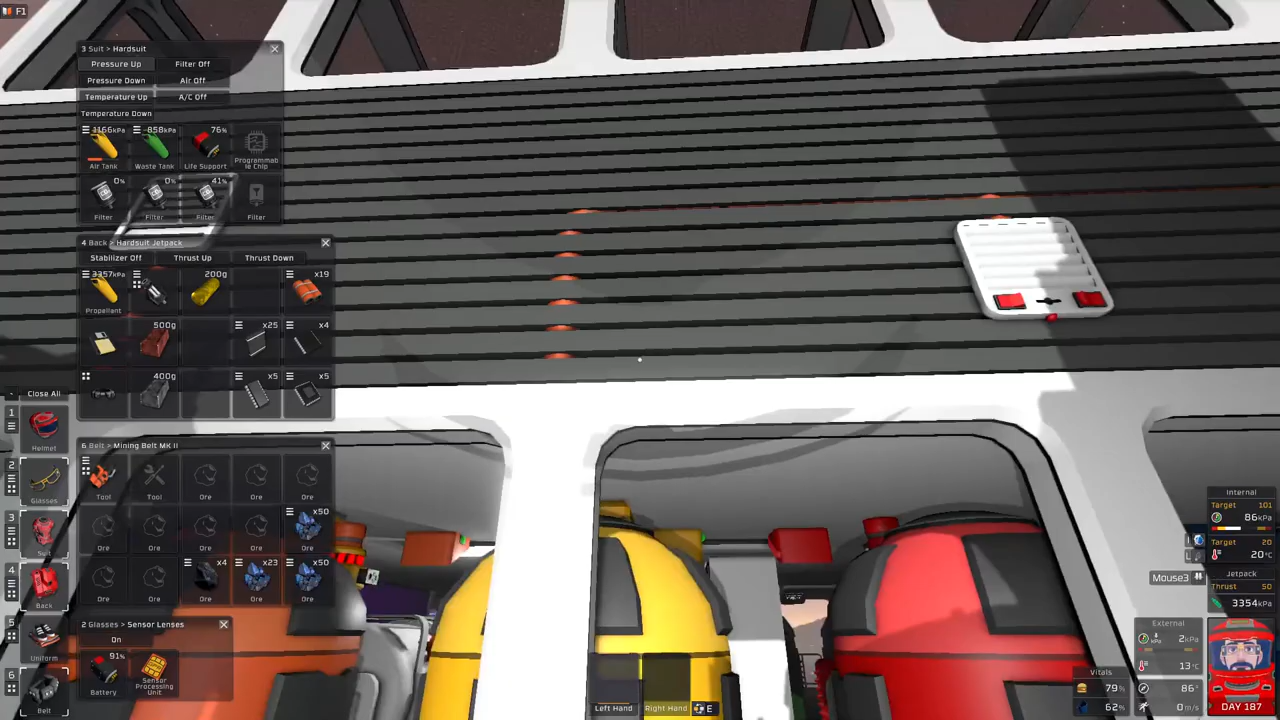 F1
3 Suit > Hardsuit
Pressure Up Filter Off
Pressure Down Air Off
Temperature Up A/C Off
Temperature Down
1166kPa 858kPa 76%
Air Tank Waste Tank Life Support Programmable Chip
0% 0% 41%
Filter Filter Filter Filter
4 Back > Hardsuit Jetpack
Stabilizer Off Thrust Up Thrust Down
3357kPa 200g x19
Propellant
500g x25 x4
400g x5 x5
Close All
1 Helmet
2 Glasses
3 Suit
4 Back
5 Uniform
6 Belt
6 Belt > Mining Belt MK II
Tool Tool Ore Ore Ore
Ore Ore Ore Ore x50 Ore
Ore Ore x4 Ore x23 Ore x50 Ore
2 Glasses > Sensor Lenses
On
91%
Battery Sensor Processing Unit
Left Hand Right Hand E
Internal
Target 101
86kPa
Target 20
20°C
Mouse3
Jetpack
Thrust 50
3354kPa
External
2kPa
13°C
Vitals
79% 86°
62% 0m/s
DAY 187